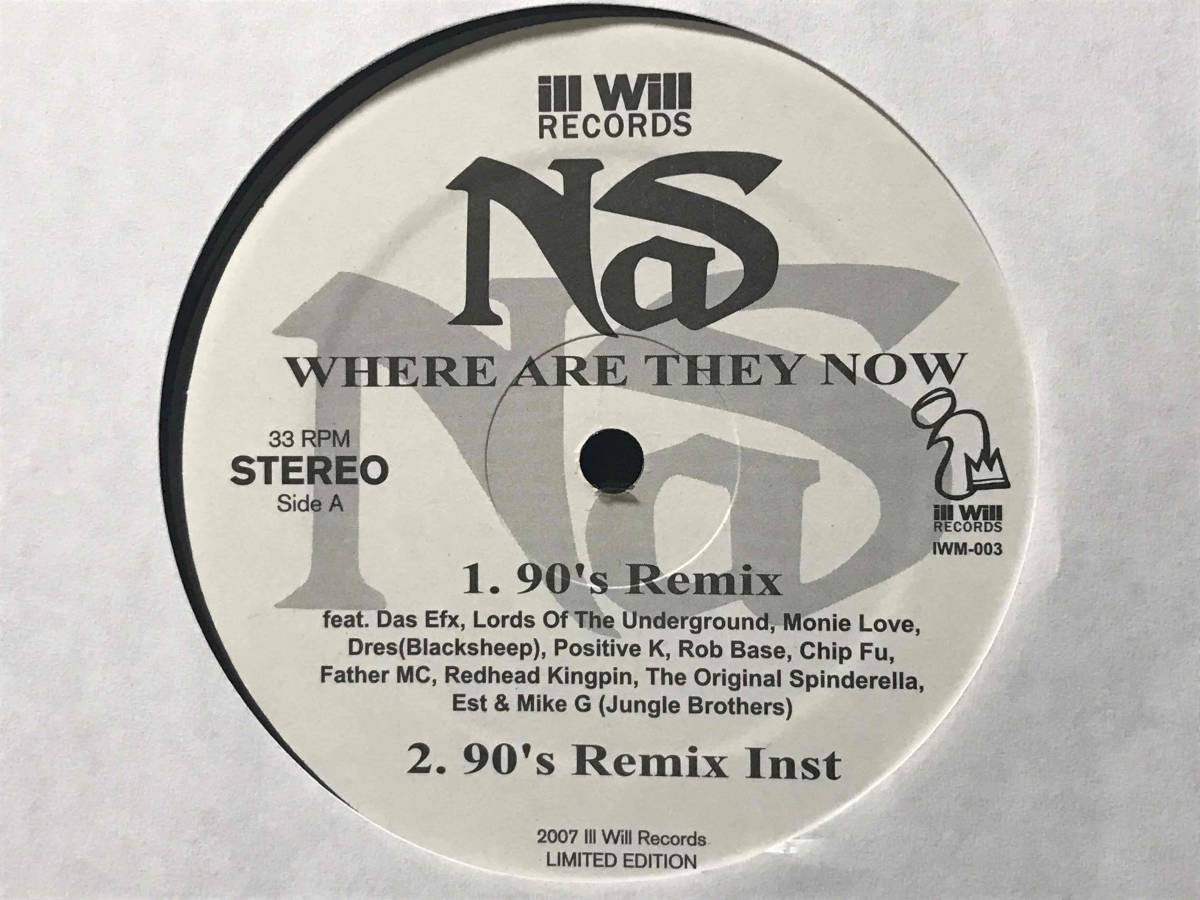 ill Will
RECORDS
NaS
NaS
WHERE ARE THEY NOW
33 RPM
STEREO
Side A
ill Will
RECORDS
IWM-003
1. 90's Remix
feat. Das Efx, Lords Of The Underground, Monie Love,
Dres(Blacksheep), Positive K, Rob Base, Chip Fu,
Father MC, Redhead Kingpin, The Original Spinderella,
Est & Mike G (Jungle Brothers)
2. 90's Remix Inst
2007 Ill Will Records
LIMITED EDITION